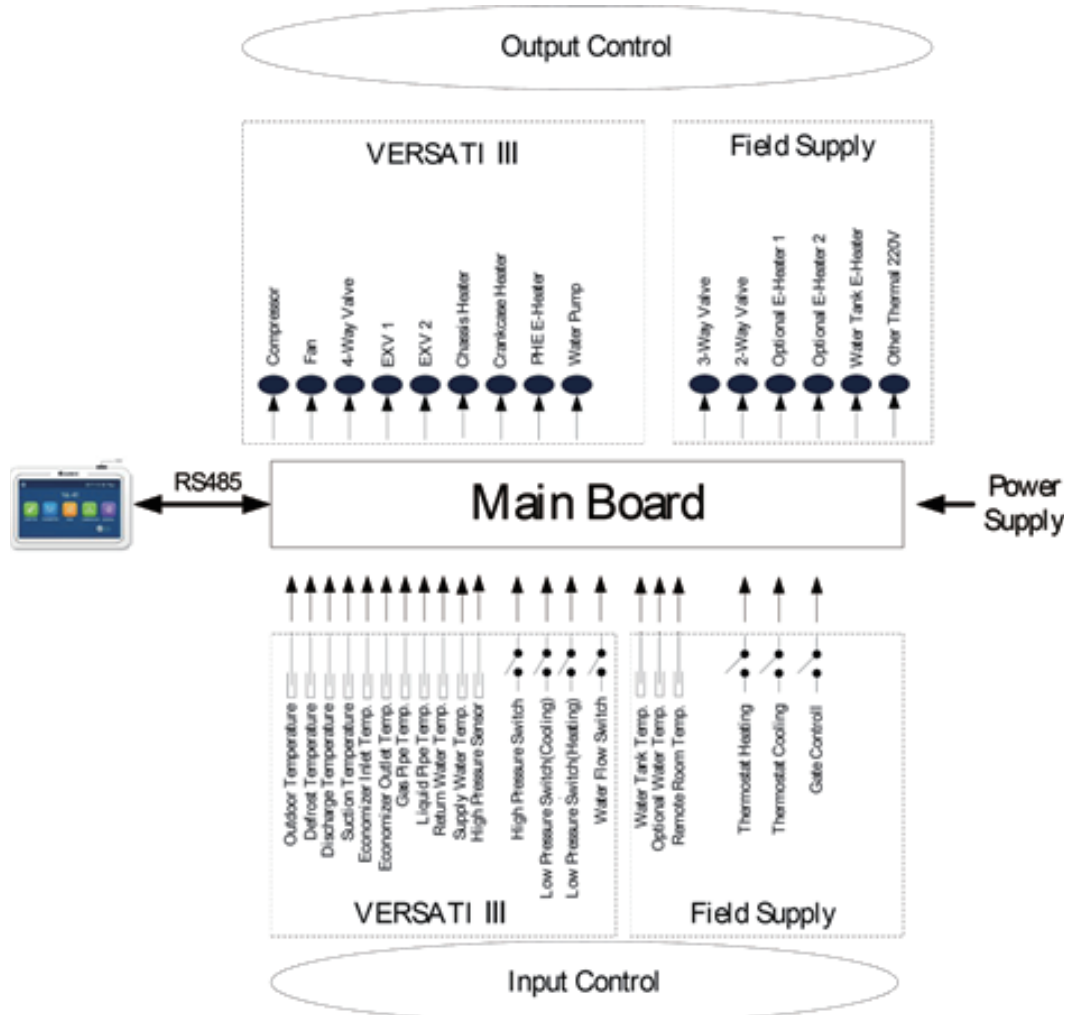 Output Control
VERSATI III
Field Supply
Compressor
Fan
4-Way Valve
EXV 1
EXV 2
Chassis Heater
Crankcase Heater
PHE E-Heater
Water Pump
3-Way Valve
2-Way Valve
Optional E-Heater 1
Optional E-Heater 2
Water Tank E-Heater
Other Thermal 220V
RS485
Main Board
Power
Supply
Outdoor Temperature
Defrost Temperature
Discharge Temperature
Suction Temperature
Economizer Inlet Temp.
Economizer Outlet Temp.
Gas Pipe Temp.
Liquid Pipe Temp.
Return Water Temp.
Supply Water Temp.
High Pressure Sensor
High Pressure Switch
Low Pressure Switch(Cooling)
Low Pressure Switch(Heating)
Water Flow Switch
Water Tank Temp.
Optional Water Temp.
Remote Room Temp.
Thermostat Heating
Thermostat Cooling
Gate Controll
VERSATI III
Field Supply
Input Control